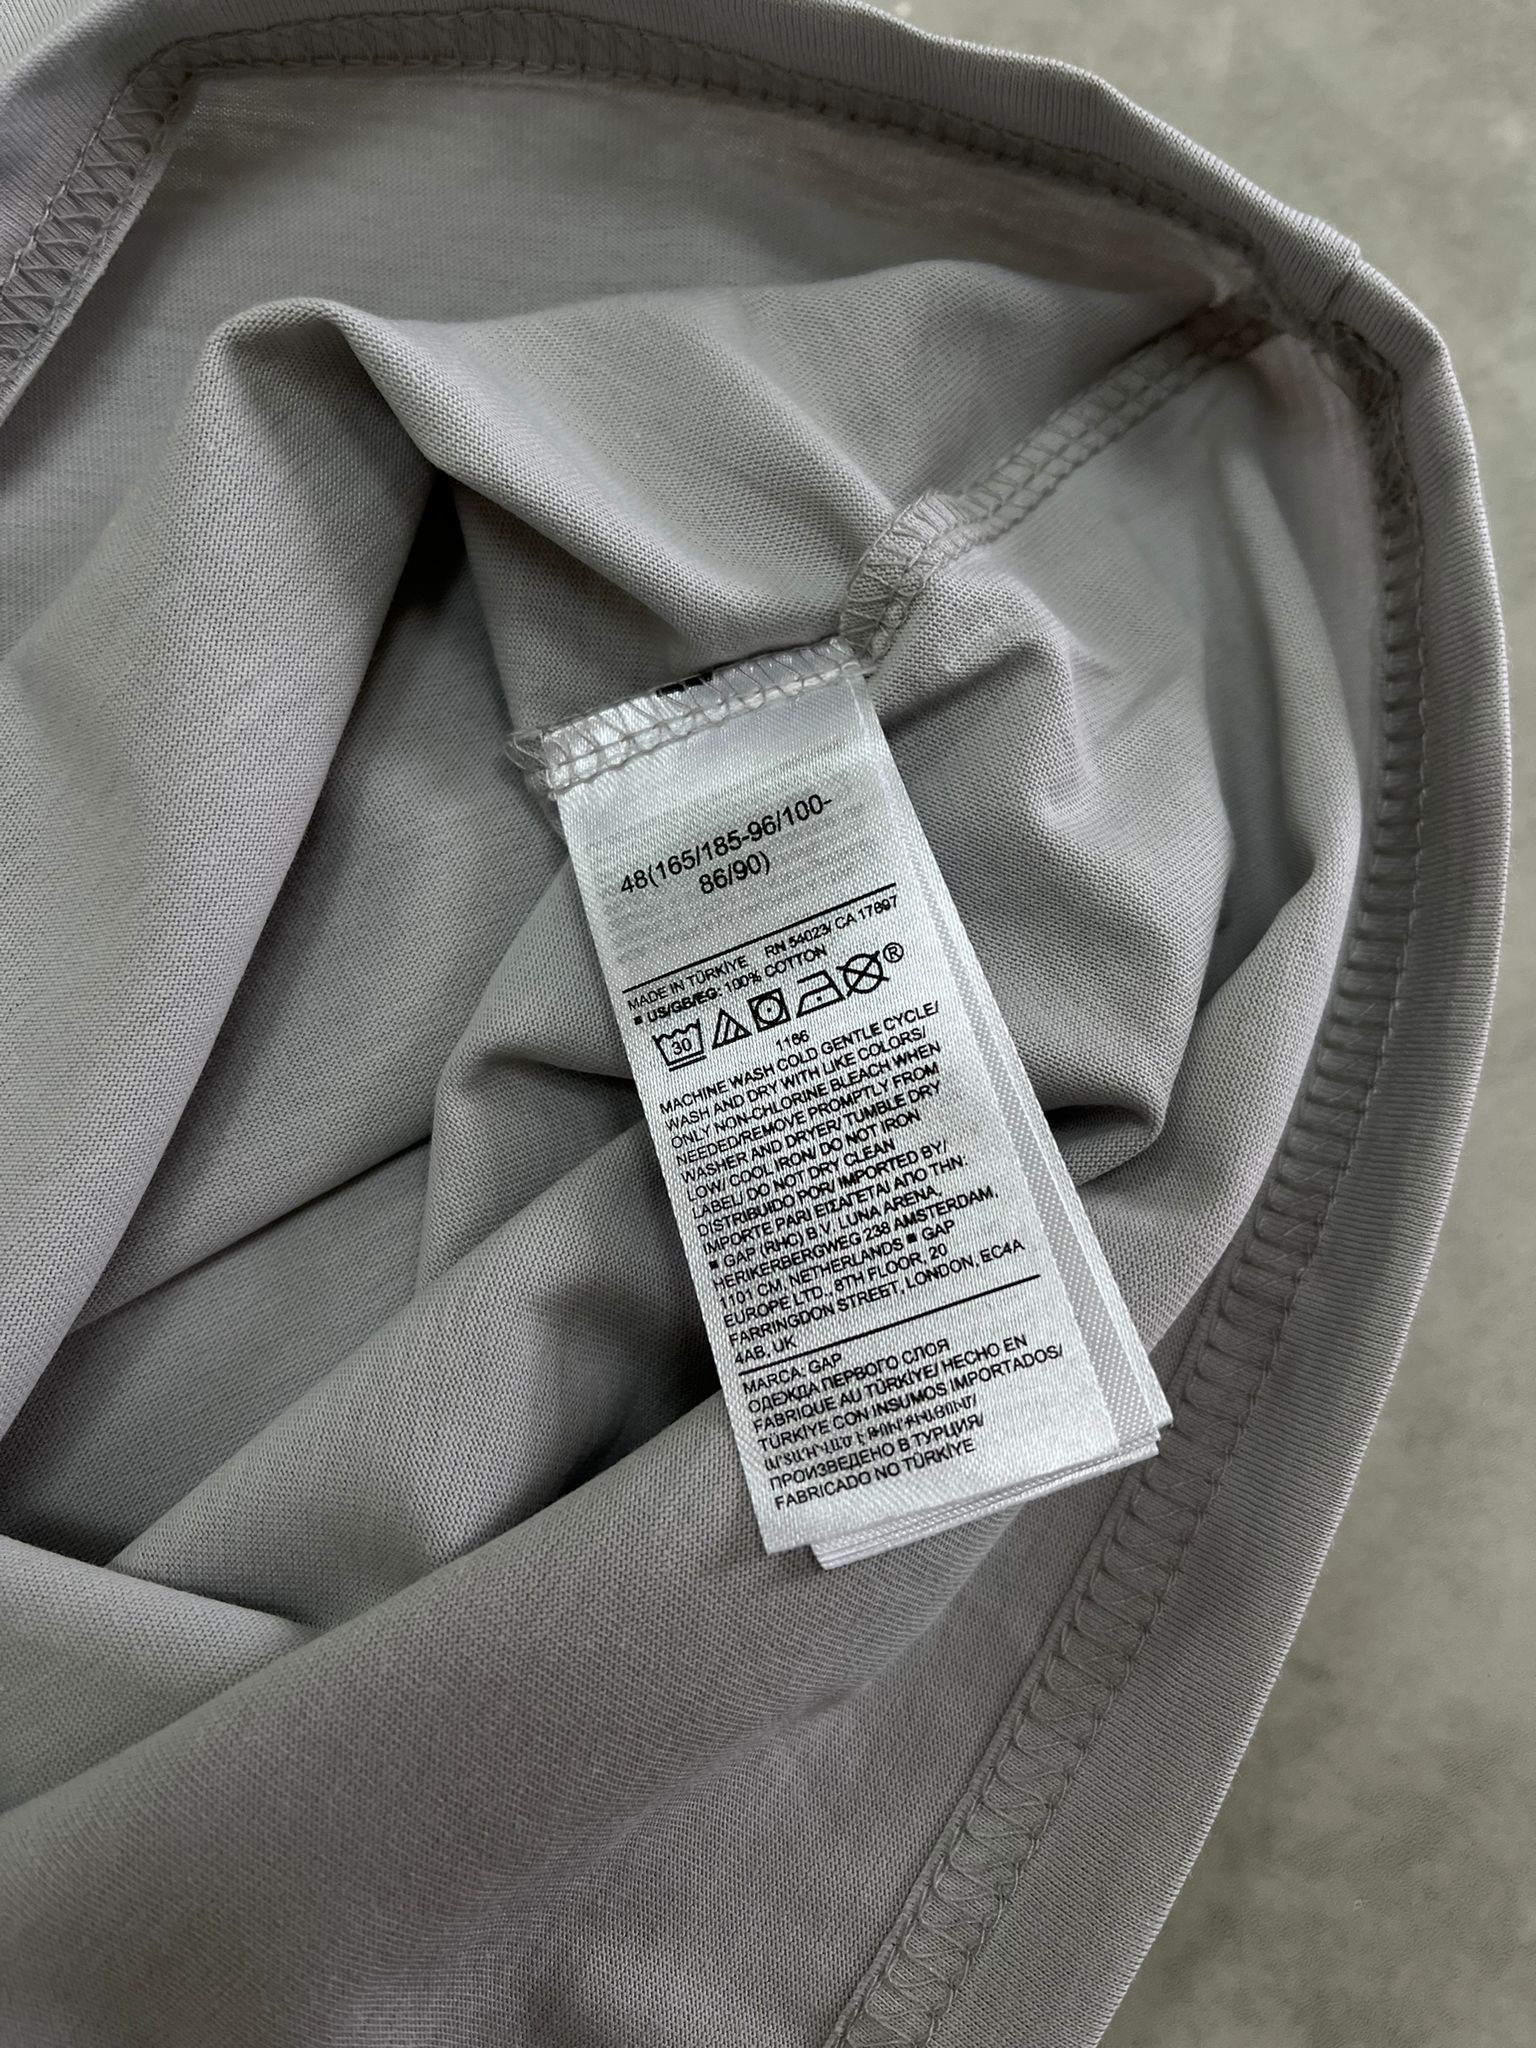 48(165/185-96/100-
86/90)
MADE IN TÜRKIYE RN 54023/ CA 17897
■ US/GB/EG: 100% COTTON
30 ®
1166
MACHINE WASH COLD GENTLE CYCLE/
WASH AND DRY WITH LIKE COLORS/
ONLY NON-CHLORINE BLEACH WHEN
NEEDED/REMOVE PROMPTLY FROM
WASHER AND DRYER/ TUMBLE DRY
LOW/ COOL IRON/ DO NOT IRON
LABEL/ DO NOT DRY CLEAN
DISTRIBUIDO POR/ IMPORTED BY/
IMPORTE PAR/ ΕΙΣΑΓΕΤΑΙ ΑΠΟ ΤΗΝ:
■ GAP (RHC) B.V. LUNA ARENA,
HERIKERBERGWEG 238 AMSTERDAM,
1101 CM, NETHERLANDS ■ GAP
EUROPE LTD., 8TH FLOOR, 20
FARRINGDON STREET, LONDON, EC4A
4AB, UK
MARCA: GAP
ОДЕЖДА ПЕРВОГО СЛОЯ
FABRIQUE AU TÜRKIYE/ HECHO EN
TÜRKIYE CON INSUMOS IMPORTADOS/
ԱՐՏԱԴՐՎԱԾ Է ԹՈՒՐՔԻԱՅՈՒՄ/
ПРОИЗВЕДЕНО В ТУРЦИЯ/
FABRICADO NO TÜRKIYE